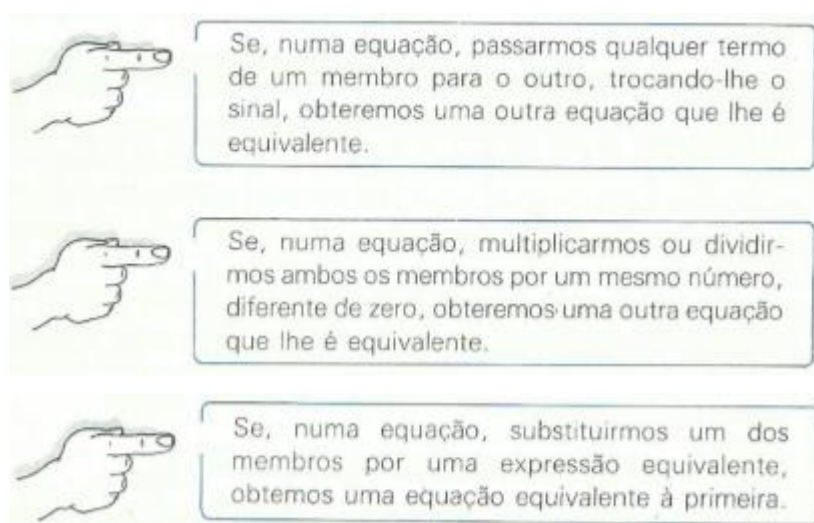 Se, numa equação, passarmos qualquer termo
de um membro para o outro, trocando-lhe o
sinal, obteremos uma outra equação que lhe é
equivalente.
Se, numa equação, multiplicarmos ou dividir-
mos ambos os membros por um mesmo número,
diferente de zero, obteremos uma outra equação
que lhe é equivalente.
Se, numa equação, substituirmos um dos
membros por uma expressão equivalente,
obtemos uma equação equivalente à primeira.